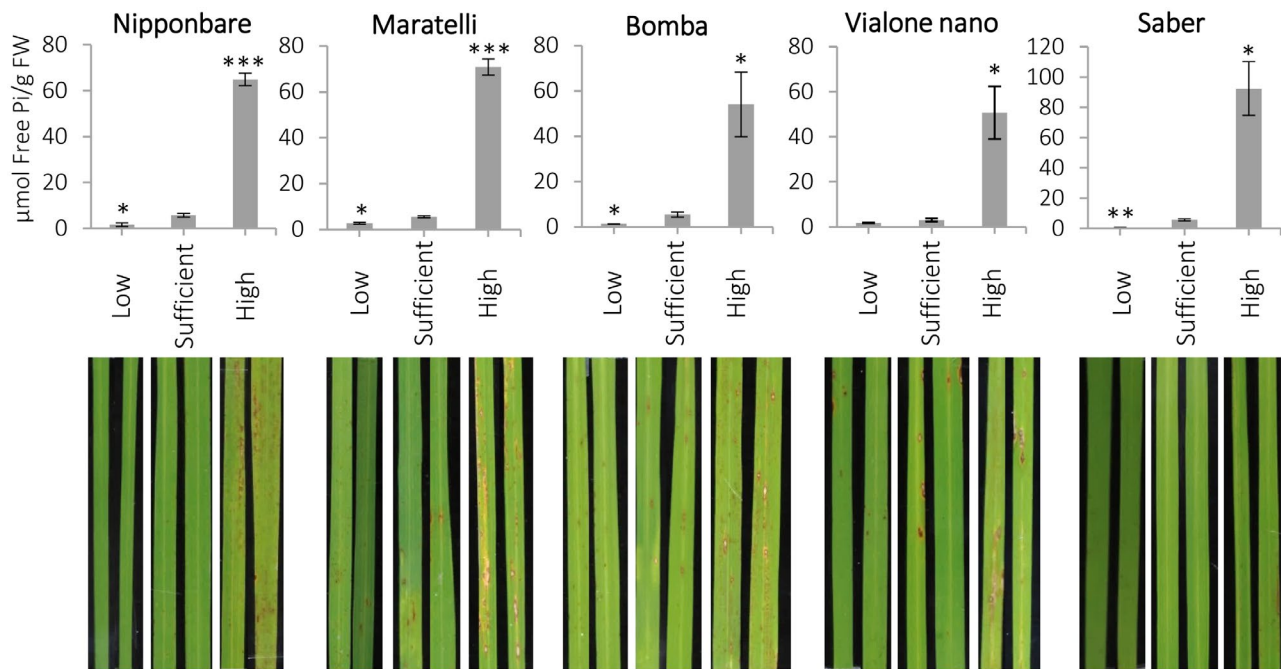 Nipponbare
Maratelli
Bomba
Vialone nano
Saber
µmol Free Pi/g FW
80
60
40
20
0
*
***
Low
Sufficient
High
80
60
40
20
0
*
***
Low
Sufficient
High
80
60
40
20
0
*
*
Low
Sufficient
High
80
60
40
20
0
*
Low
Sufficient
High
120
100
80
60
40
20
0
**
*
Low
Sufficient
High